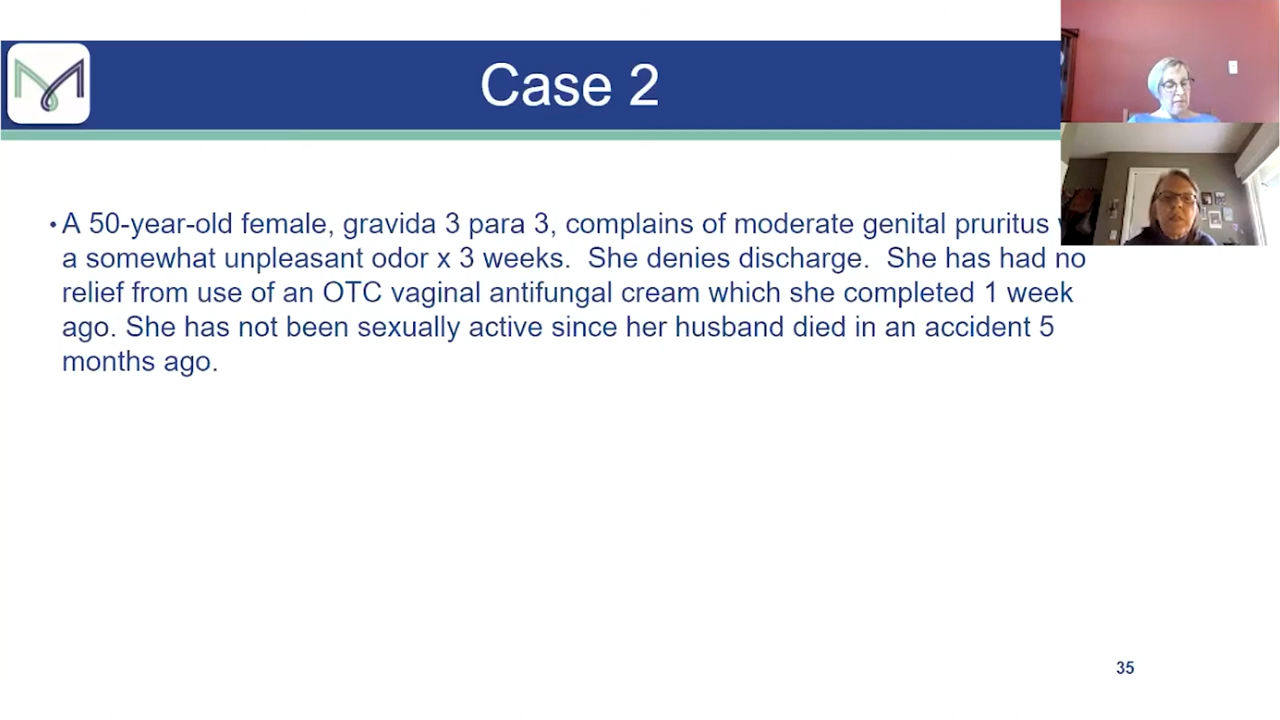 Case 2
• A 50-year-old female, gravida 3 para 3, complains of moderate genital pruritus
a somewhat unpleasant odor x 3 weeks.  She denies discharge.  She has had no
relief from use of an OTC vaginal antifungal cream which she completed 1 week
ago. She has not been sexually active since her husband died in an accident 5
months ago.
35